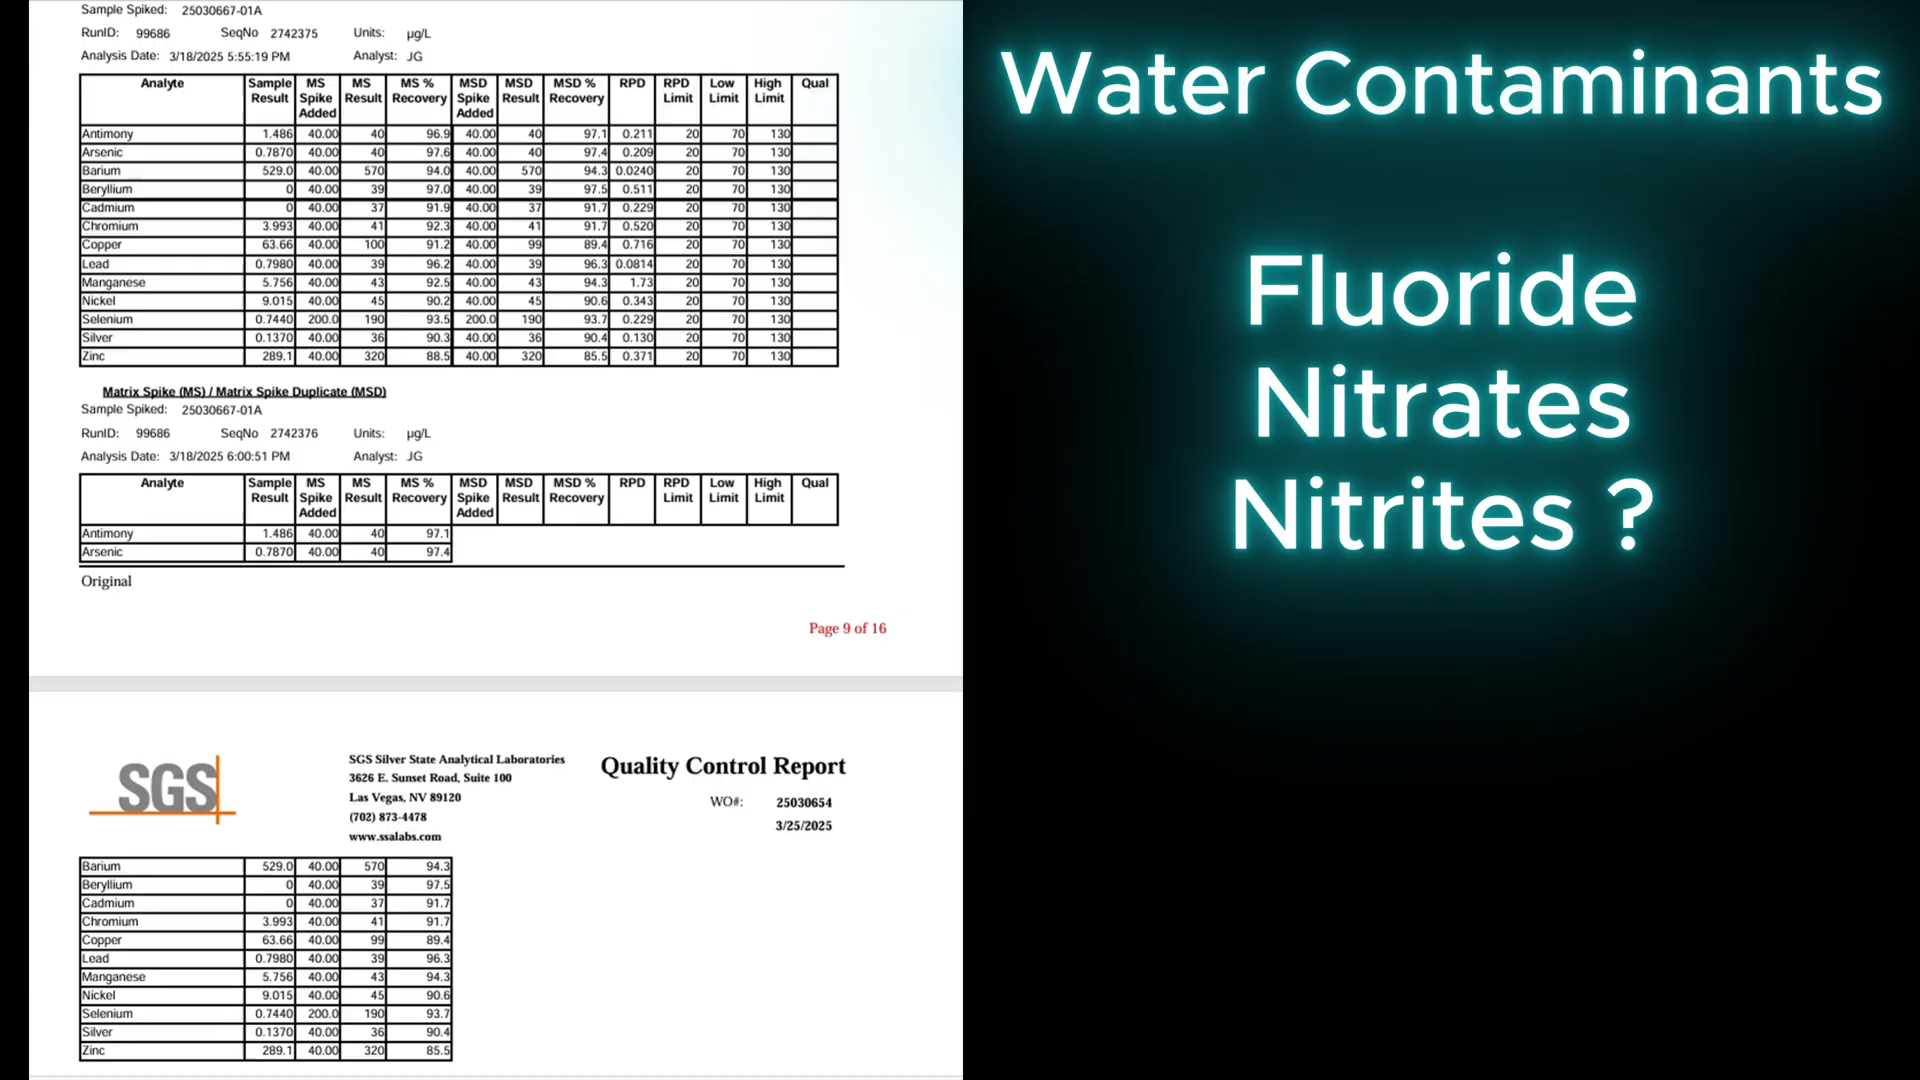 Sample Spiked: 25030667-01A
RunID: 99686 SeqNo 2742375 Units: µg/L
Analysis Date: 3/18/2025 5:55:19 PM Analyst: JG
Analyte Sample Result MS Spike Added MS Result MS % Recovery MSD Spike Added MSD Result MSD % Recovery RPD RPD Limit Low Limit High Limit Qual
Antimony 1.486 40.00 40 96.9 40.00 40 97.1 0.211 20 70 130
Arsenic 0.7870 40.00 40 97.6 40.00 40 97.4 0.209 20 70 130
Barium 529.0 40.00 570 94.0 40.00 570 94.3 0.0240 20 70 130
Beryllium 0 40.00 39 97.0 40.00 39 97.5 0.511 20 70 130
Cadmium 0 40.00 37 91.9 40.00 37 91.7 0.229 20 70 130
Chromium 3.993 40.00 41 92.3 40.00 41 91.7 0.520 20 70 130
Copper 63.66 40.00 100 91.2 40.00 99 89.4 0.716 20 70 130
Lead 0.7980 40.00 39 96.2 40.00 39 96.3 0.0814 20 70 130
Manganese 5.756 40.00 43 92.5 40.00 43 94.3 1.73 20 70 130
Nickel 9.015 40.00 45 90.2 40.00 45 90.6 0.343 20 70 130
Selenium 0.7440 200.0 190 93.5 200.0 190 93.7 0.229 20 70 130
Silver 0.1370 40.00 36 90.3 40.00 36 90.4 0.130 20 70 130
Zinc 289.1 40.00 320 88.5 40.00 320 85.5 0.371 20 70 130
Matrix Spike (MS) / Matrix Spike Duplicate (MSD)
Sample Spiked: 25030667-01A
RunID: 99686 SeqNo 2742376 Units: µg/L
Analysis Date: 3/18/2025 6:00:51 PM Analyst: JG
Analyte Sample Result MS Spike Added MS Result MS % Recovery MSD Spike Added MSD Result MSD % Recovery RPD RPD Limit Low Limit High Limit Qual
Antimony 1.486 40.00 40 97.1
Arsenic 0.7870 40.00 40 97.4
Original
Page 9 of 16
SGS
SGS Silver State Analytical Laboratories
3626 E. Sunset Road, Suite 100
Las Vegas, NV 89120
(702) 873-4478
www.ssalabs.com
Quality Control Report
WO#: 25030654
3/25/2025
Barium 529.0 40.00 570 94.3
Beryllium 0 40.00 39 97.5
Cadmium 0 40.00 37 91.7
Chromium 3.993 40.00 41 91.7
Copper 63.66 40.00 99 89.4
Lead 0.7980 40.00 39 96.3
Manganese 5.756 40.00 43 94.3
Nickel 9.015 40.00 45 90.6
Selenium 0.7440 200.0 190 93.7
Silver 0.1370 40.00 36 90.4
Zinc 289.1 40.00 320 85.5
Water Contaminants
Fluoride
Nitrates
Nitrites ?